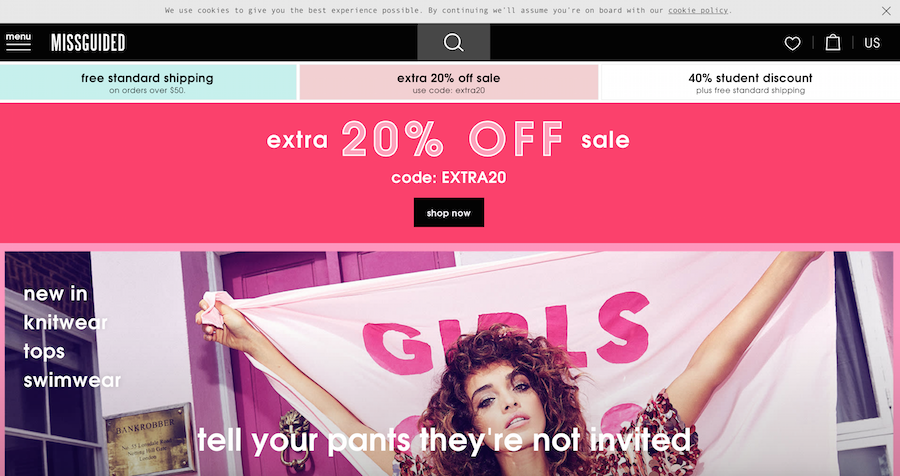 We use cookies to give you the best experience possible. By continuing we'll assume you're on board with our cookie policy.
menu
MISSGUIDED
US
free standard shipping
on orders over $50.
extra 20% off sale
use code: extra20
40% student discount
plus free standard shipping
extra 20% OFF sale
code: EXTRA20
shop now
new in
knitwear
tops
swimwear
GIRLS
BANKROBBER
London
tell your pants they're not invited